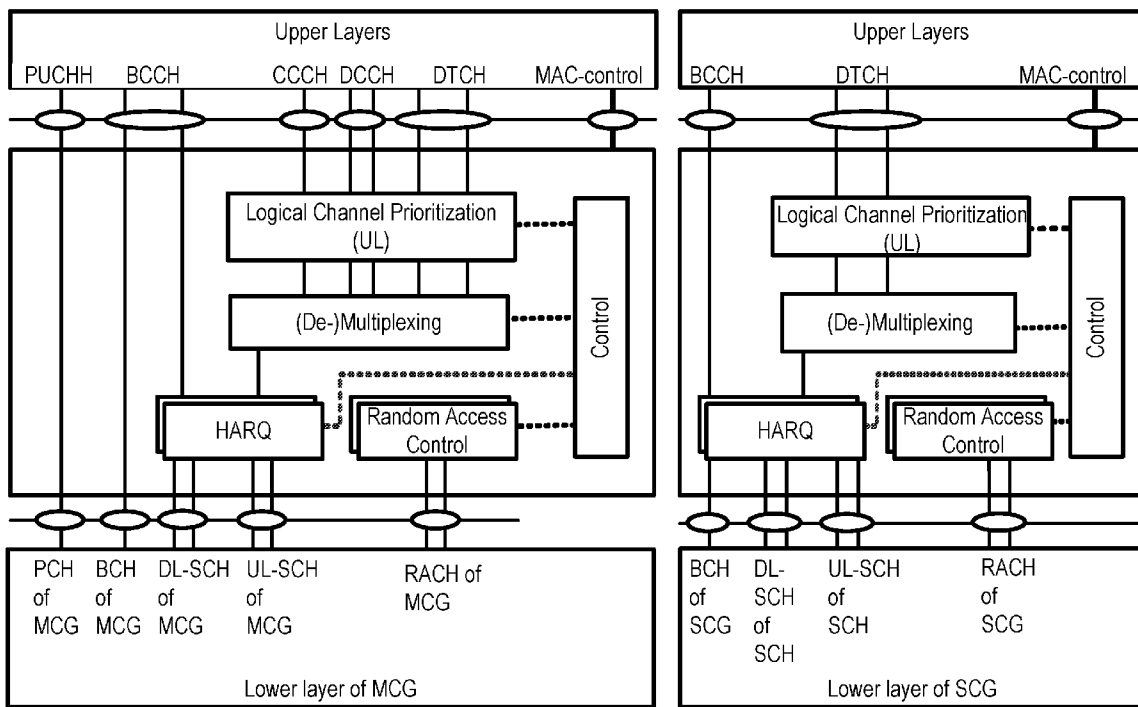 Upper Layers
PUCHH BCCH CCCH DCCH DTCH MAC-control
Logical Channel Prioritization
(UL)
(De-)Multiplexing
Control
HARQ
Random Access
Control
PCH
of
MCG
BCH
of
MCG
DL-SCH
of
MCG
UL-SCH
of
MCG
RACH of
MCG
Lower layer of MCG
Upper Layers
BCCH DTCH MAC-control
Logical Channel Prioritization
(UL)
(De-)Multiplexing
Control
HARQ
Random Access
Control
BCH
of
SCG
DL-
SCH
of
SCH
UL-SCH
of
SCH
RACH
of
SCG
Lower layer of SCG